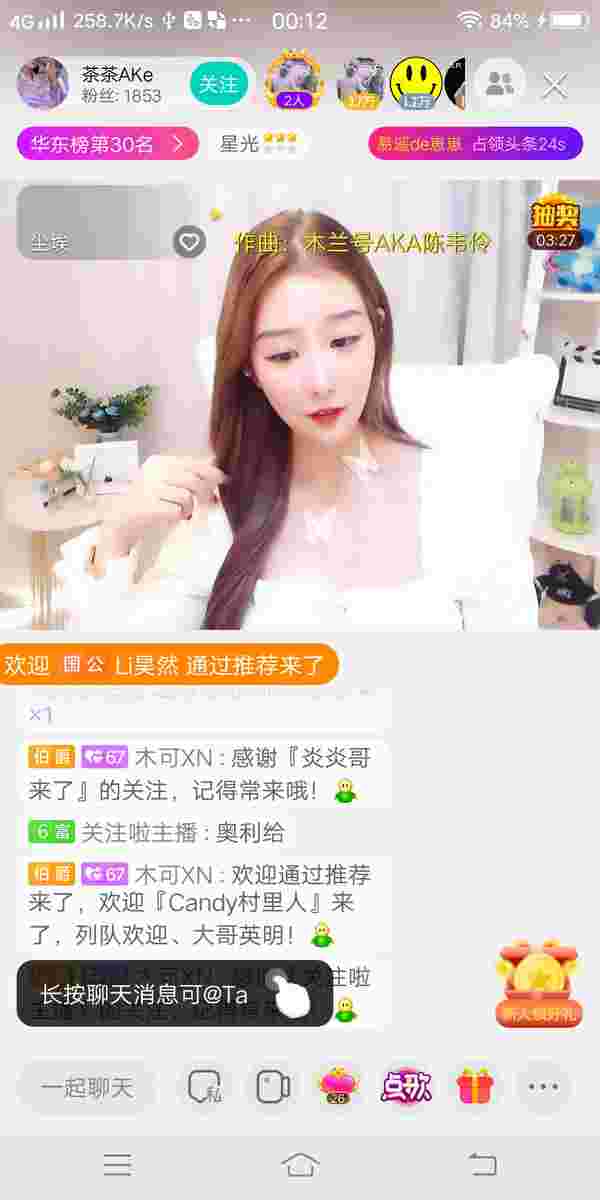 4G 258.7K/s ··· 00:12 84%
茶茶AKe
粉丝: 1853
关注
2人
1.7万
1.2万
华东榜第30名
星光
易遥de崽崽 占领头条24s
尘埃
作曲：木兰号AKA陈韦伶
抽奖
03:27
欢迎 国公 Li昊然 通过推荐来了
×1
伯爵 67 木可XN : 感谢『炎炎哥
来了』的关注，记得常来哦！
6 富 关注啦主播 : 奥利给
伯爵 67 木可XN : 欢迎通过推荐
来了，欢迎『Candy村里人』来
了，列队欢迎、大哥英明！
长按聊天消息可@Ta
关注啦
新人领好礼
一起聊天
私
26
点歌